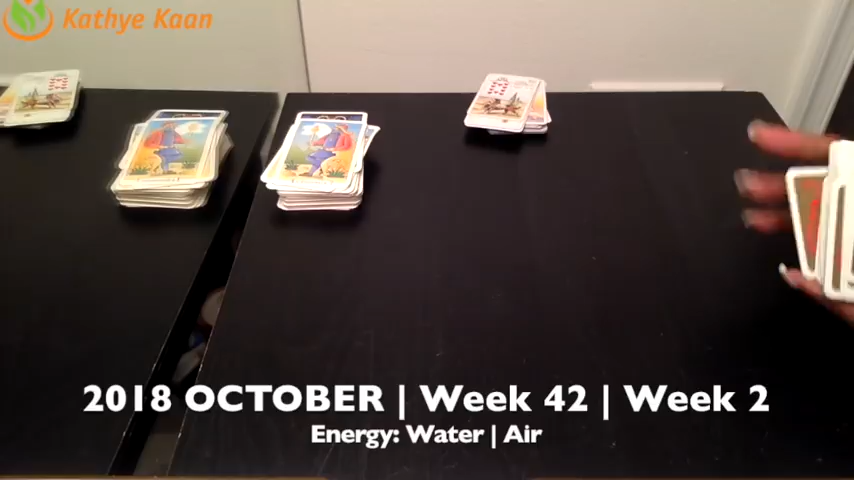 Kathye Kaan
2018 OCTOBER | Week 42 | Week 2
Energy: Water | Air